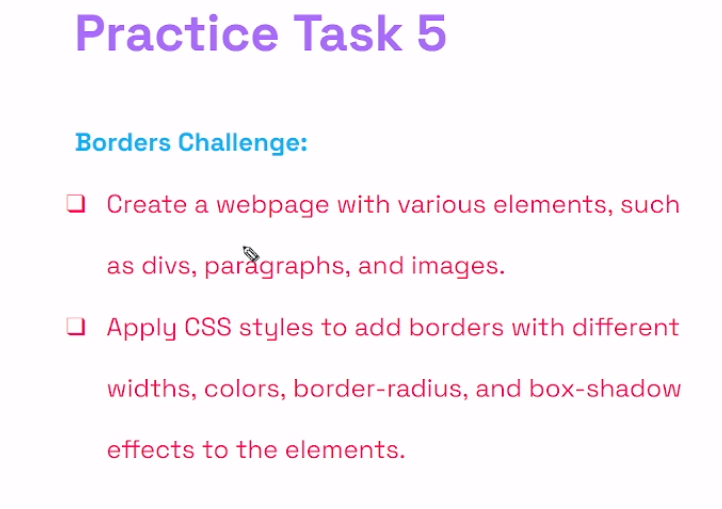 Practice Task 5
Borders Challenge:
❑ Create a webpage with various elements, such
as divs, paragraphs, and images.
❑ Apply CSS styles to add borders with different
widths, colors, border-radius, and box-shadow
effects to the elements.